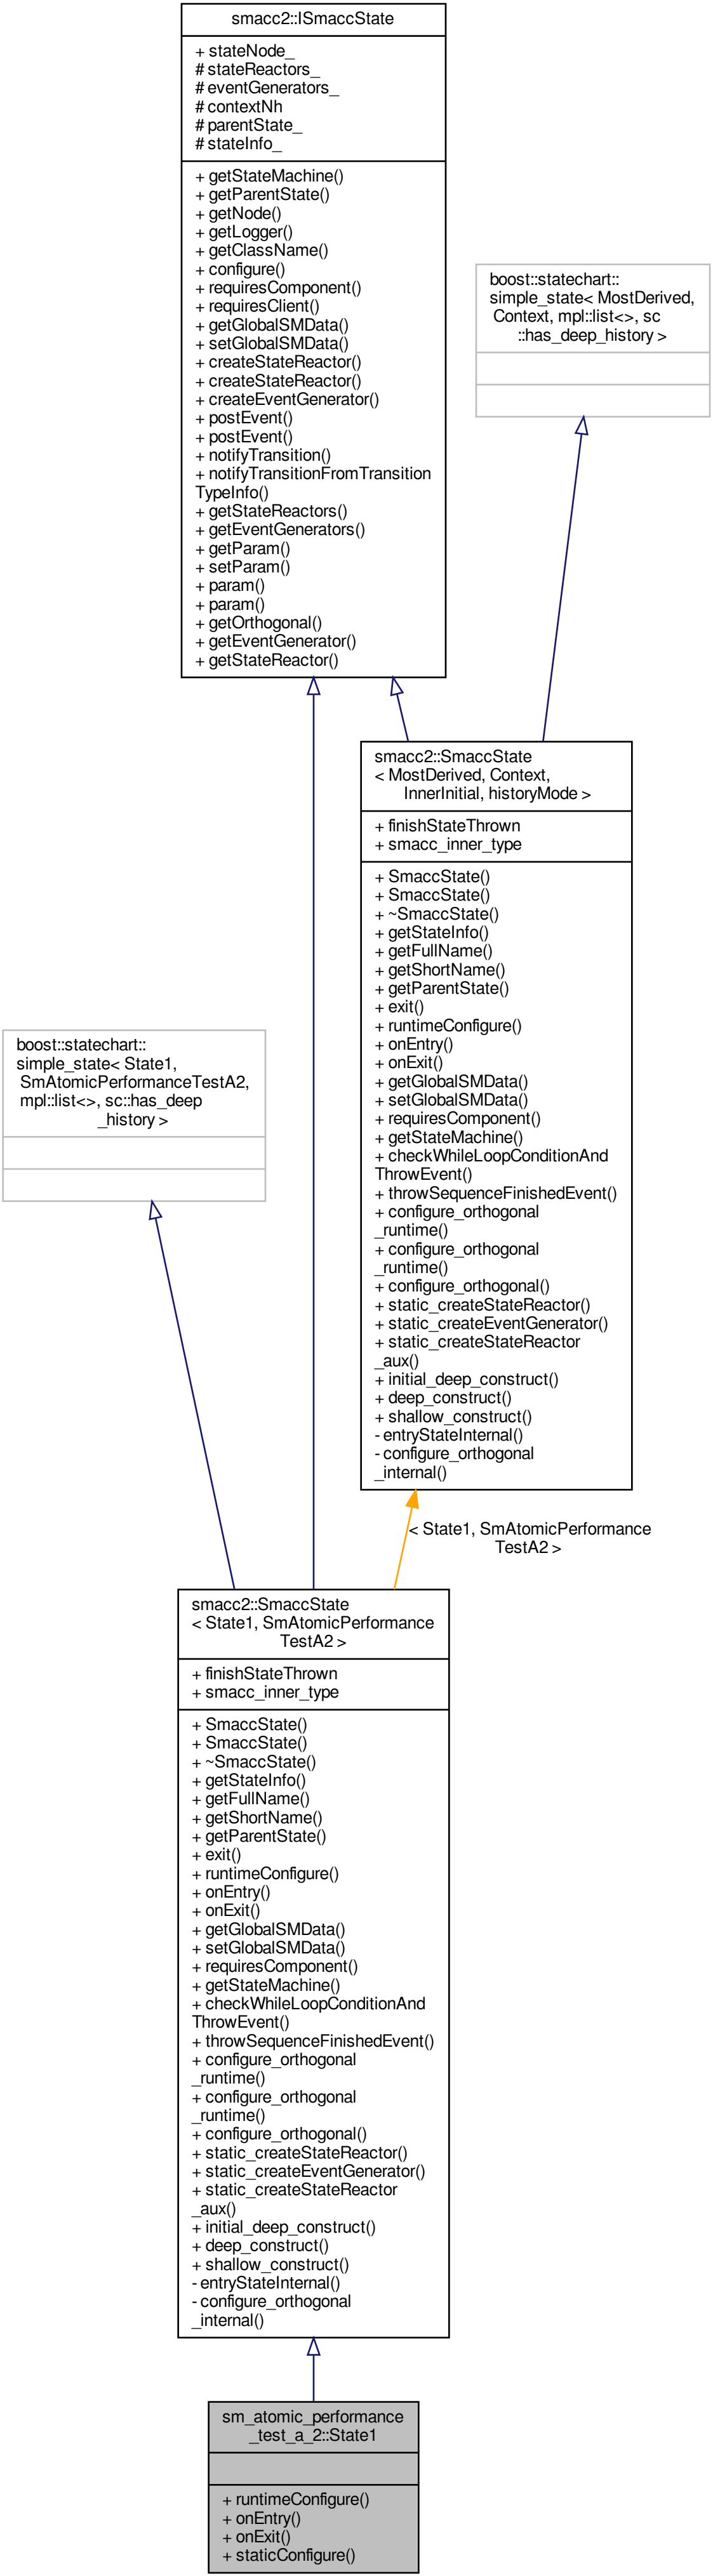 smacc2::ISmaccState
+ stateNode_
# stateReactors_
# eventGenerators_
# contextNh
# parentState_
# stateInfo_
+ getStateMachine()
+ getParentState()
+ getNode()
+ getLogger()
+ getClassName()
+ configure()
+ requiresComponent()
+ requiresClient()
+ getGlobalSMData()
+ setGlobalSMData()
+ createStateReactor()
+ createStateReactor()
+ createEventGenerator()
+ postEvent()
+ postEvent()
+ notifyTransition()
+ notifyTransitionFromTransition
TypeInfo()
+ getStateReactors()
+ getEventGenerators()
+ getParam()
+ setParam()
+ param()
+ param()
+ getOrthogonal()
+ getEventGenerator()
+ getStateReactor()
boost::statechart::
simple_state< MostDerived,
Context, mpl::list<>, sc
::has_deep_history >
smacc2::SmaccState
< MostDerived, Context,
InnerInitial, historyMode >
+ finishStateThrown
+ smacc_inner_type
+ SmaccState()
+ SmaccState()
+ ~SmaccState()
+ getStateInfo()
+ getFullName()
+ getShortName()
+ getParentState()
+ exit()
+ runtimeConfigure()
+ onEntry()
+ onExit()
+ getGlobalSMData()
+ setGlobalSMData()
+ requiresComponent()
+ getStateMachine()
+ checkWhileLoopConditionAnd
ThrowEvent()
+ throwSequenceFinishedEvent()
+ configure_orthogonal
_runtime()
+ configure_orthogonal
_runtime()
+ configure_orthogonal()
+ static_createStateReactor()
+ static_createEventGenerator()
+ static_createStateReactor
_aux()
+ initial_deep_construct()
+ deep_construct()
+ shallow_construct()
- entryStateInternal()
- configure_orthogonal
_internal()
boost::statechart::
simple_state< State1,
SmAtomicPerformanceTestA2,
mpl::list<>, sc::has_deep
_history >
< State1, SmAtomicPerformance
TestA2 >
smacc2::SmaccState
< State1, SmAtomicPerformance
TestA2 >
+ finishStateThrown
+ smacc_inner_type
+ SmaccState()
+ SmaccState()
+ ~SmaccState()
+ getStateInfo()
+ getFullName()
+ getShortName()
+ getParentState()
+ exit()
+ runtimeConfigure()
+ onEntry()
+ onExit()
+ getGlobalSMData()
+ setGlobalSMData()
+ requiresComponent()
+ getStateMachine()
+ checkWhileLoopConditionAnd
ThrowEvent()
+ throwSequenceFinishedEvent()
+ configure_orthogonal
_runtime()
+ configure_orthogonal
_runtime()
+ configure_orthogonal()
+ static_createStateReactor()
+ static_createEventGenerator()
+ static_createStateReactor
_aux()
+ initial_deep_construct()
+ deep_construct()
+ shallow_construct()
- entryStateInternal()
- configure_orthogonal
_internal()
sm_atomic_performance
_test_a_2::State1
+ runtimeConfigure()
+ onEntry()
+ onExit()
+ staticConfigure()